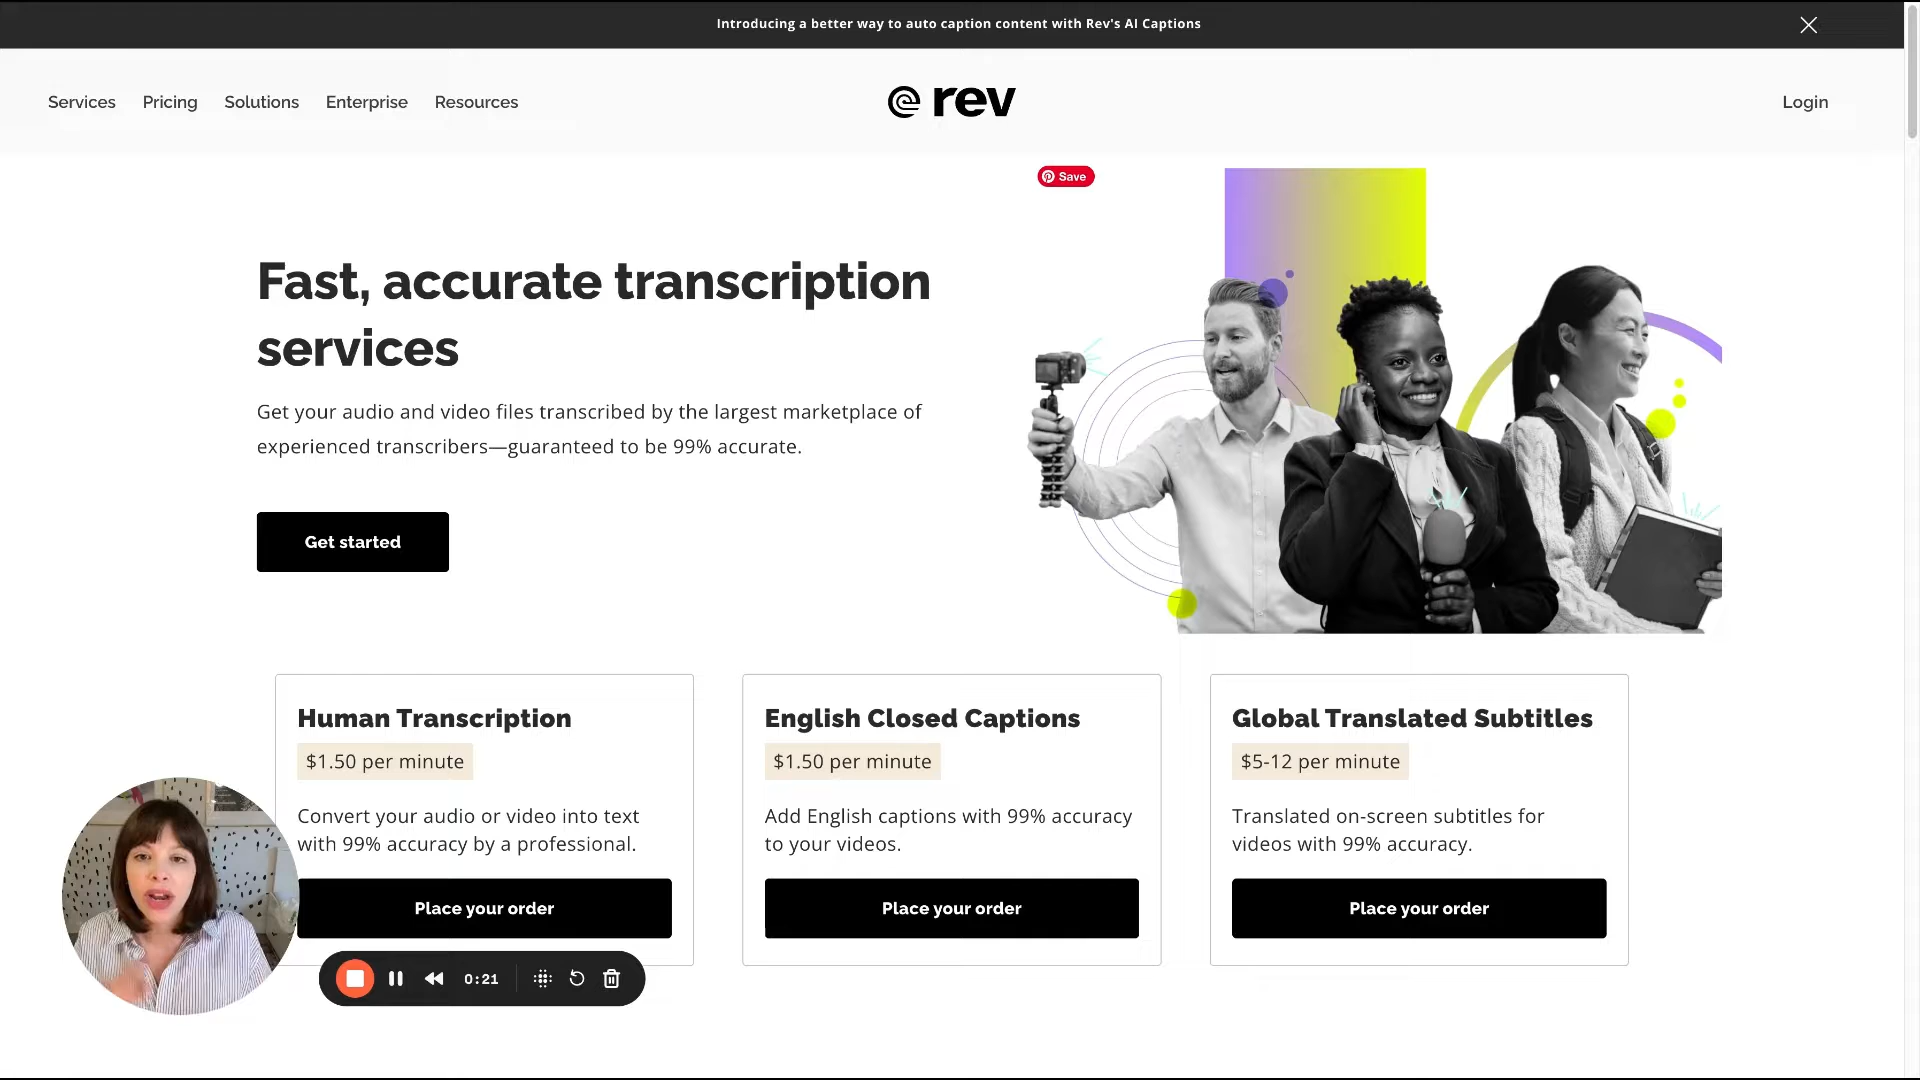 Introducing a better way to auto caption content with Rev's AI Captions
Services
Pricing
Solutions
Enterprise
Resources
rev
Login
Save
Fast, accurate transcription
services
Get your audio and video files transcribed by the largest marketplace of
experienced transcribers—guaranteed to be 99% accurate.
Get started
Human Transcription
$1.50 per minute
Convert your audio or video into text
with 99% accuracy by a professional.
Place your order
English Closed Captions
$1.50 per minute
Add English captions with 99% accuracy
to your videos.
Place your order
Global Translated Subtitles
$5-12 per minute
Translated on-screen subtitles for
videos with 99% accuracy.
Place your order
0:21